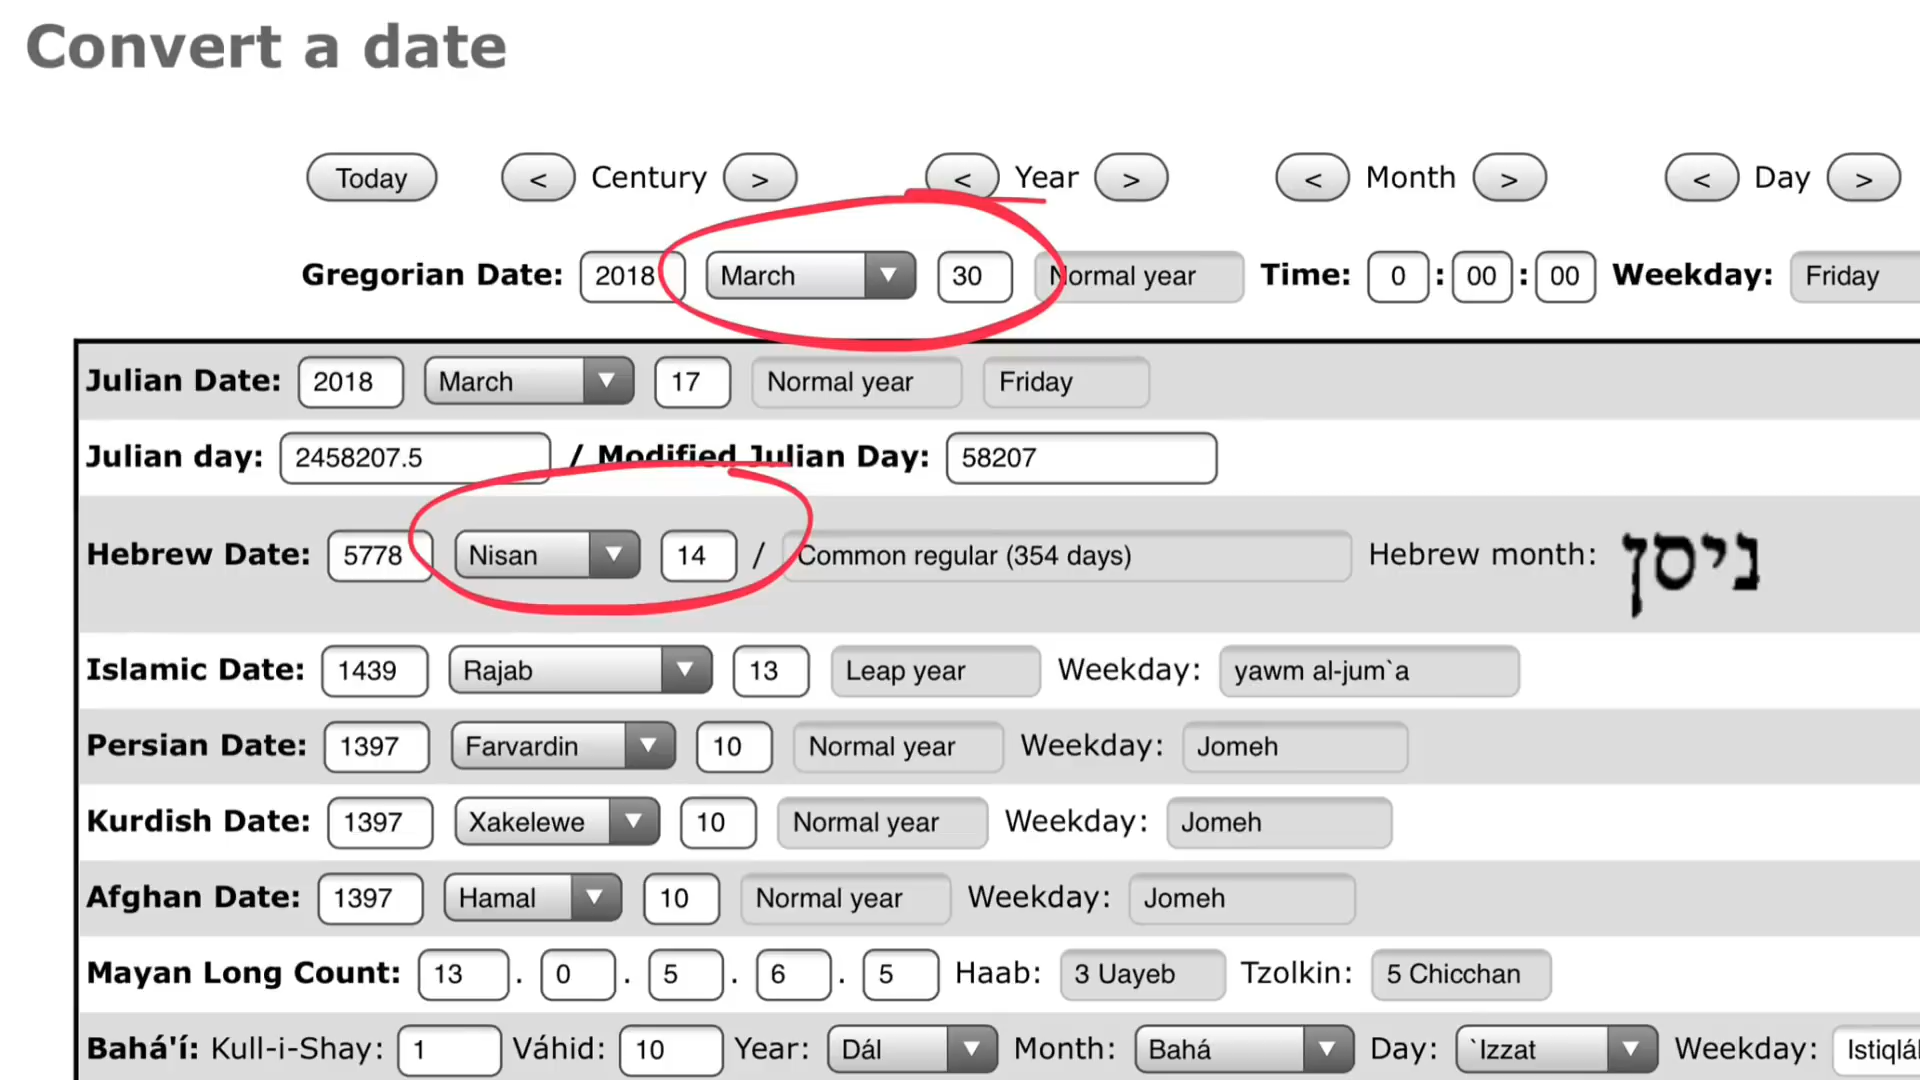 Convert a date
Today < Century > < Year > < Month > < Day >
Gregorian Date: 2018 March 30 Normal year Time: 0 : 00 : 00 Weekday: Friday
Julian Date: 2018 March 17 Normal year Friday
Julian day: 2458207.5 / Modified Julian Day: 58207
Hebrew Date: 5778 Nisan 14 / Common regular (354 days) Hebrew month: ניסן
Islamic Date: 1439 Rajab 13 Leap year Weekday: yawm al-jum`a
Persian Date: 1397 Farvardin 10 Normal year Weekday: Jomeh
Kurdish Date: 1397 Xakelewe 10 Normal year Weekday: Jomeh
Afghan Date: 1397 Hamal 10 Normal year Weekday: Jomeh
Mayan Long Count: 13 . 0 . 5 . 6 . 5 Haab: 3 Uayeb Tzolkin: 5 Chicchan
Bahá'í: Kull-i-Shay: 1 Váhid: 10 Year: Dál Month: Bahá Day: `Izzat Weekday: